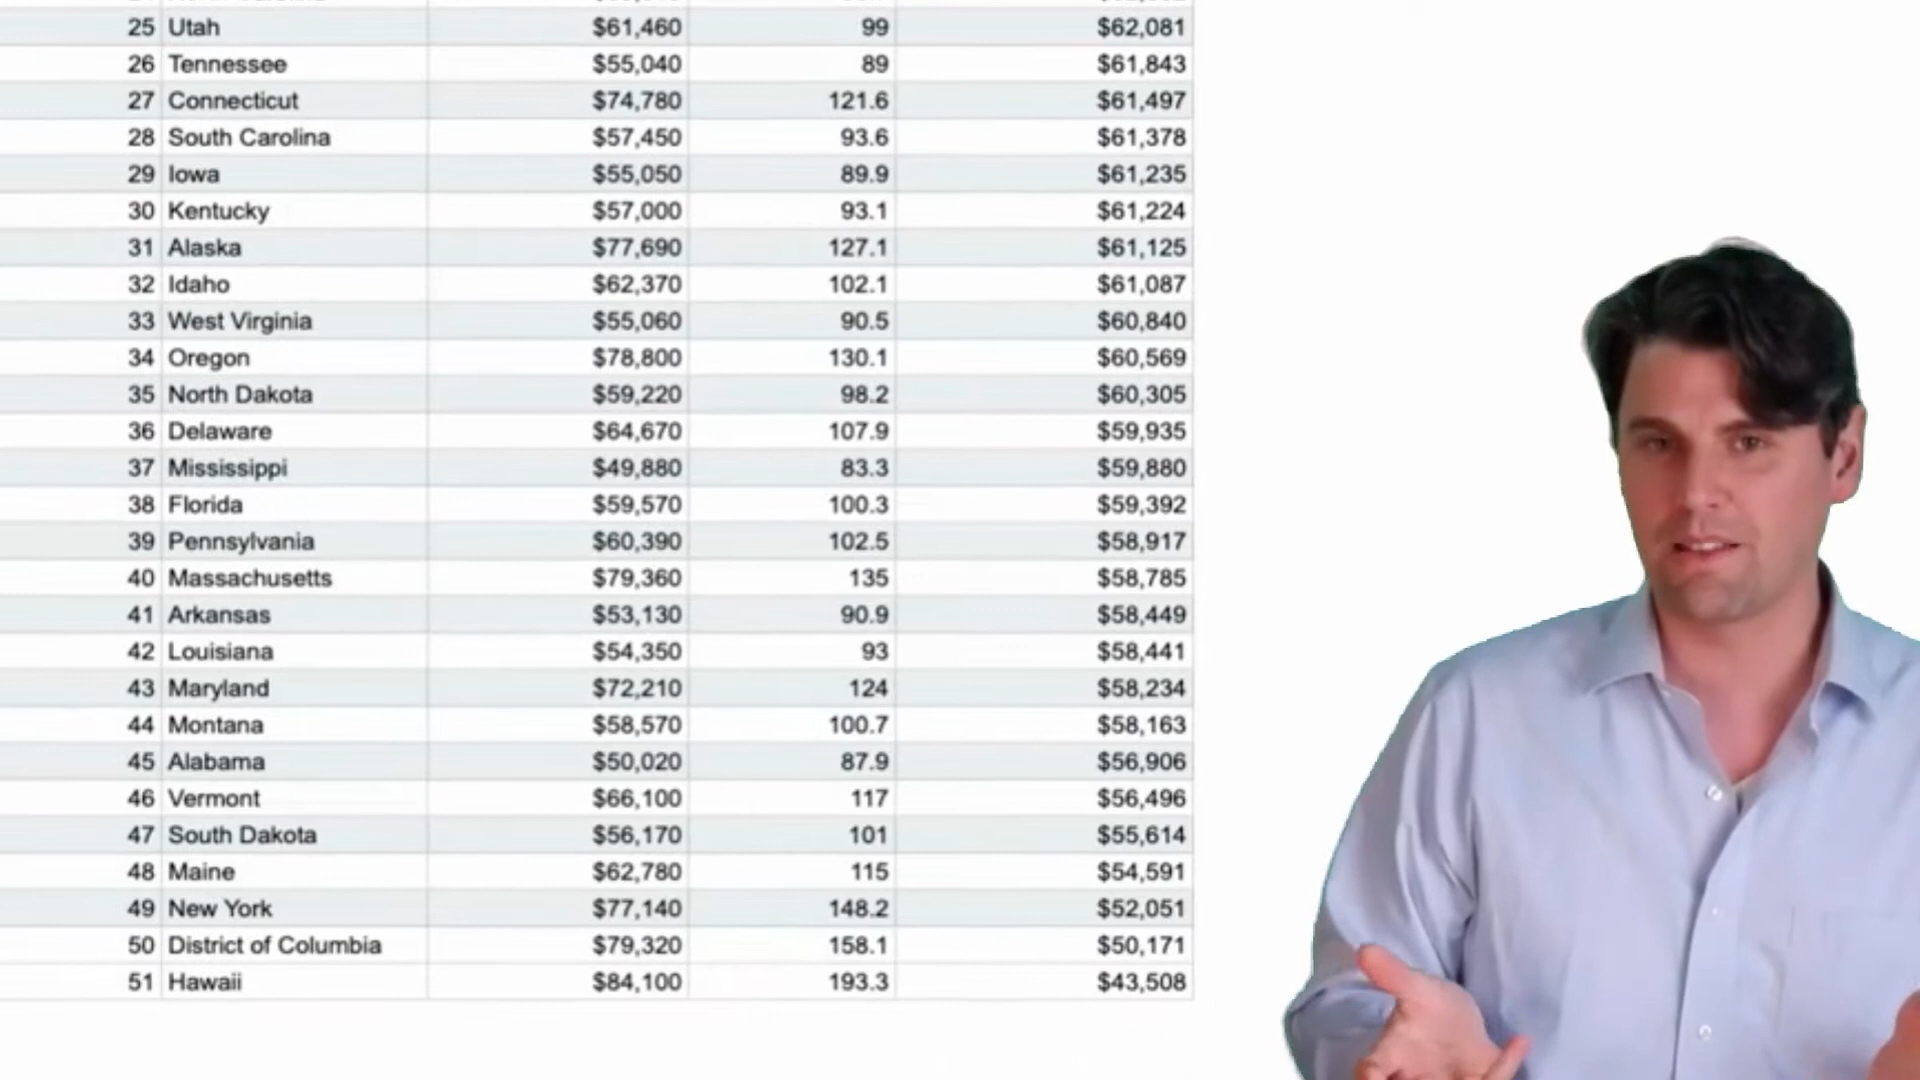 25 Utah $61,460 99 $62,081
26 Tennessee $55,040 89 $61,843
27 Connecticut $74,780 121.6 $61,497
28 South Carolina $57,450 93.6 $61,378
29 Iowa $55,050 89.9 $61,235
30 Kentucky $57,000 93.1 $61,224
31 Alaska $77,690 127.1 $61,125
32 Idaho $62,370 102.1 $61,087
33 West Virginia $55,060 90.5 $60,840
34 Oregon $78,800 130.1 $60,569
35 North Dakota $59,220 98.2 $60,305
36 Delaware $64,670 107.9 $59,935
37 Mississippi $49,880 83.3 $59,880
38 Florida $59,570 100.3 $59,392
39 Pennsylvania $60,390 102.5 $58,917
40 Massachusetts $79,360 135 $58,785
41 Arkansas $53,130 90.9 $58,449
42 Louisiana $54,350 93 $58,441
43 Maryland $72,210 124 $58,234
44 Montana $58,570 100.7 $58,163
45 Alabama $50,020 87.9 $56,906
46 Vermont $66,100 117 $56,496
47 South Dakota $56,170 101 $55,614
48 Maine $62,780 115 $54,591
49 New York $77,140 148.2 $52,051
50 District of Columbia $79,320 158.1 $50,171
51 Hawaii $84,100 193.3 $43,508